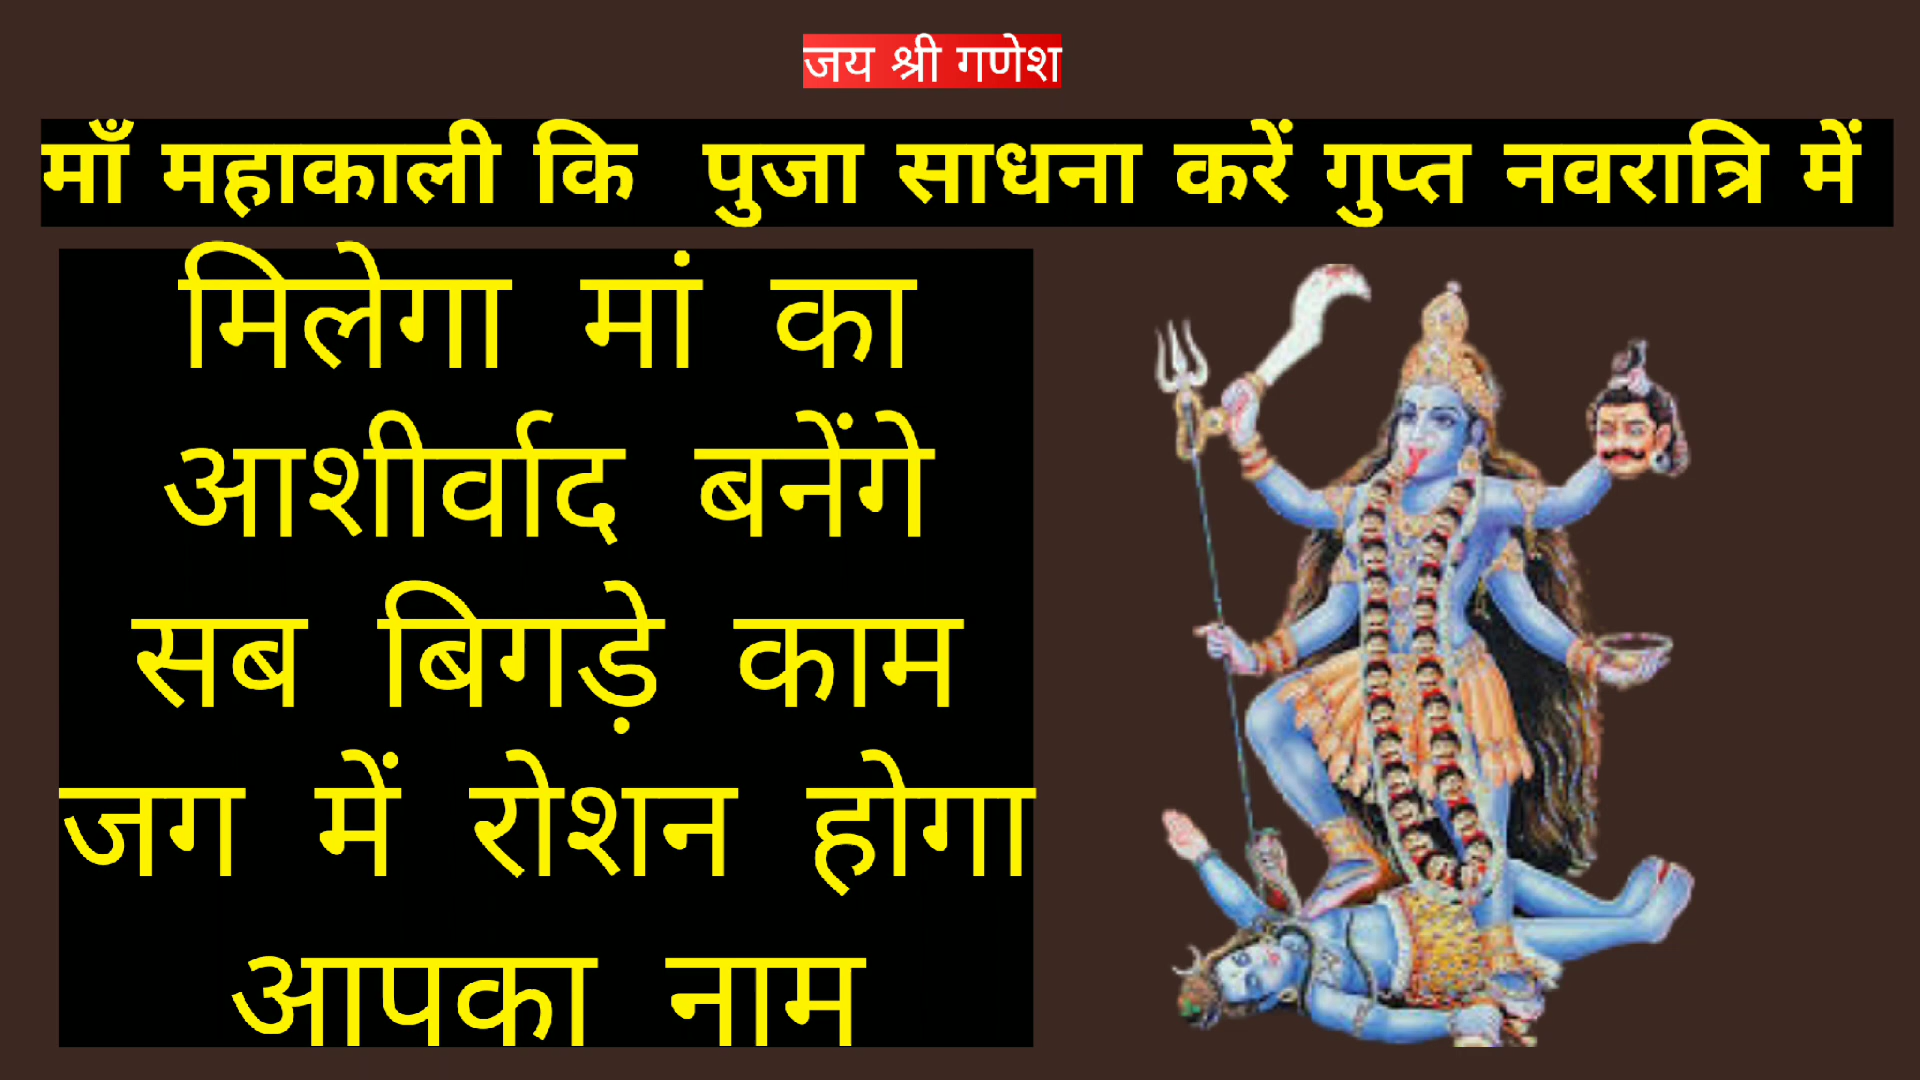 जय श्री गणेश
माँ महाकाली कि पुजा साधना करें गुप्त नवरात्रि में
मिलेगा मां का
आशीर्वाद बनेंगे
सब बिगड़े काम
जग में रोशन होगा
आपका नाम